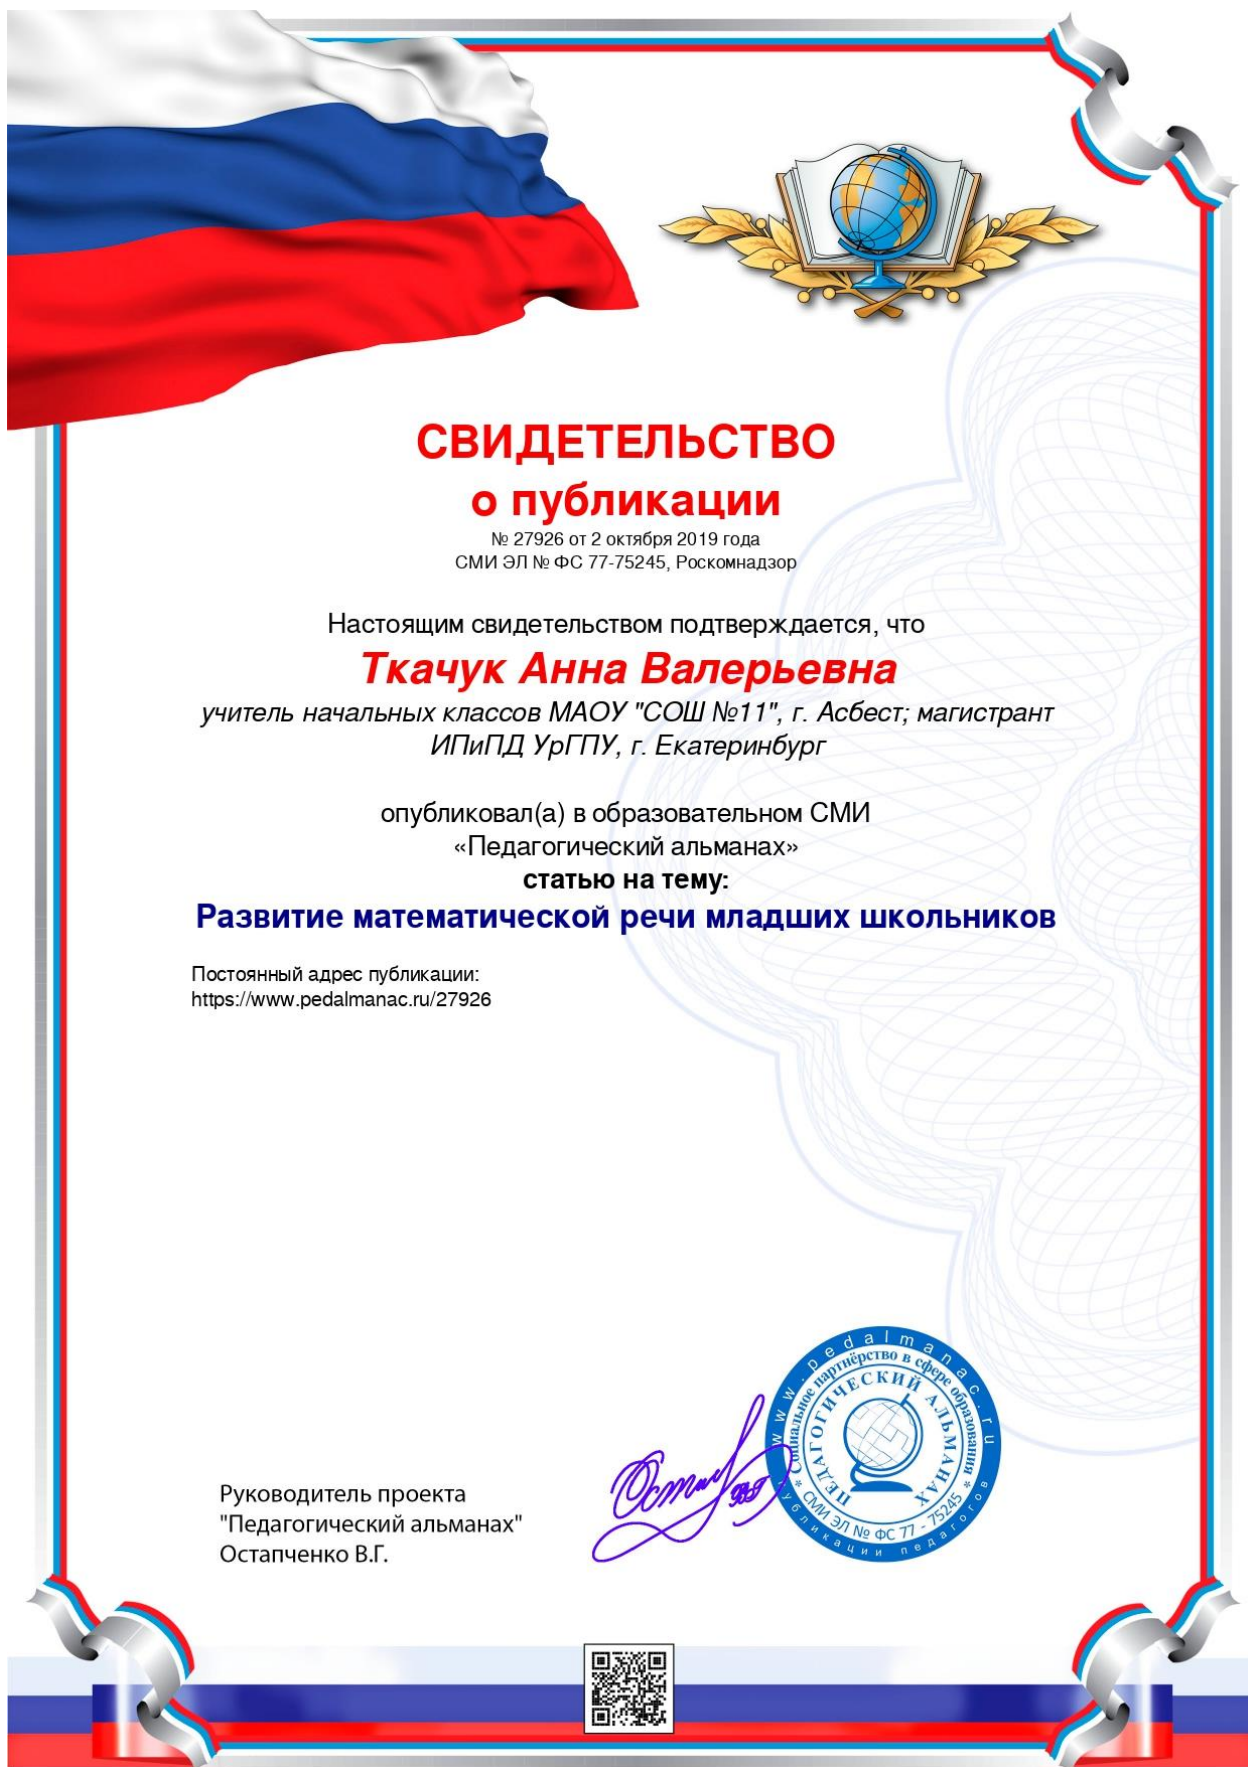 СВИДЕТЕЛЬСТВО
о публикации
№ 27926 от 2 октября 2019 года
СМИ ЭЛ № ФС 77-75245, Роскомнадзор
Настоящим свидетельством подтверждается, что
Ткачук Анна Валерьевна
учитель начальных классов МАОУ "СОШ №11", г. Асбест; магистрант
ИПиПД УрГПУ, г. Екатеринбург
опубликовал(а) в образовательном СМИ
«Педагогический альманах»
статью на тему:
Развитие математической речи младших школьников
Постоянный адрес публикации:
https://www.pedalmanac.ru/27926
Руководитель проекта
"Педагогический альманах"
Остапченко В.Г.
www.pedalmanac.ru
публикации педагогов
* Социальное партнёрство в сфере образования *
СМИ ЭЛ № ФС 77 - 75245
ПЕДАГОГИЧЕСКИЙ АЛЬМАНАХ